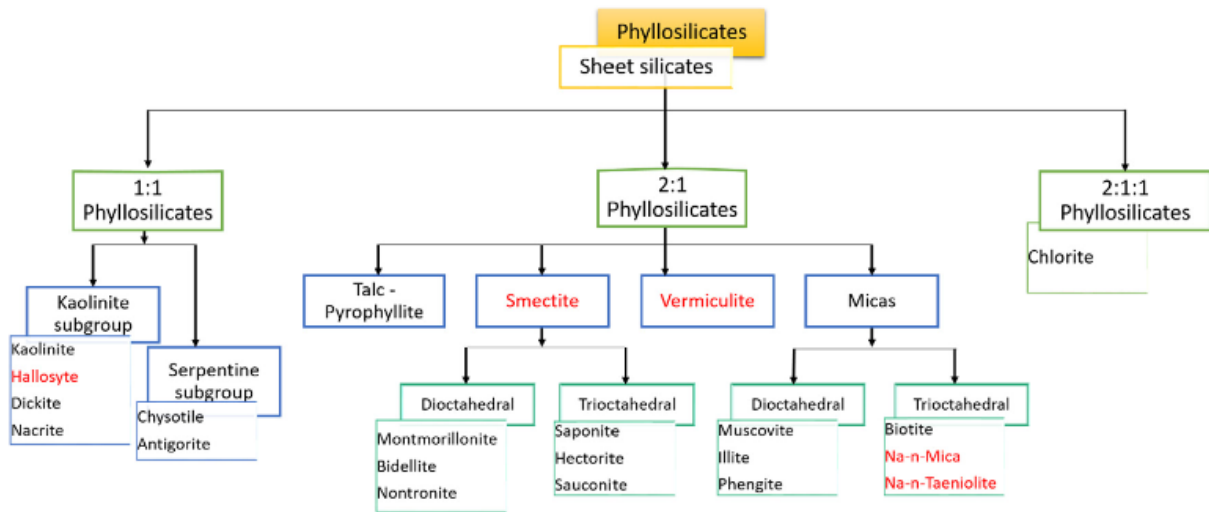 Phyllosilicates
Sheet silicates
1:1
Phyllosilicates
2:1
Phyllosilicates
2:1:1
Phyllosilicates
Chlorite
Kaolinite
subgroup
Kaolinite
Hallosyte
Dickite
Nacrite
Serpentine
subgroup
Chysotile
Antigorite
Talc -
Pyrophyllite
Smectite
Vermiculite
Micas
Dioctahedral
Montmorillonite
Bidellite
Nontronite
Trioctahedral
Saponite
Hectorite
Sauconite
Dioctahedral
Muscovite
Illite
Phengite
Trioctahedral
Biotite
Na-n-Mica
Na-n-Taeniolite